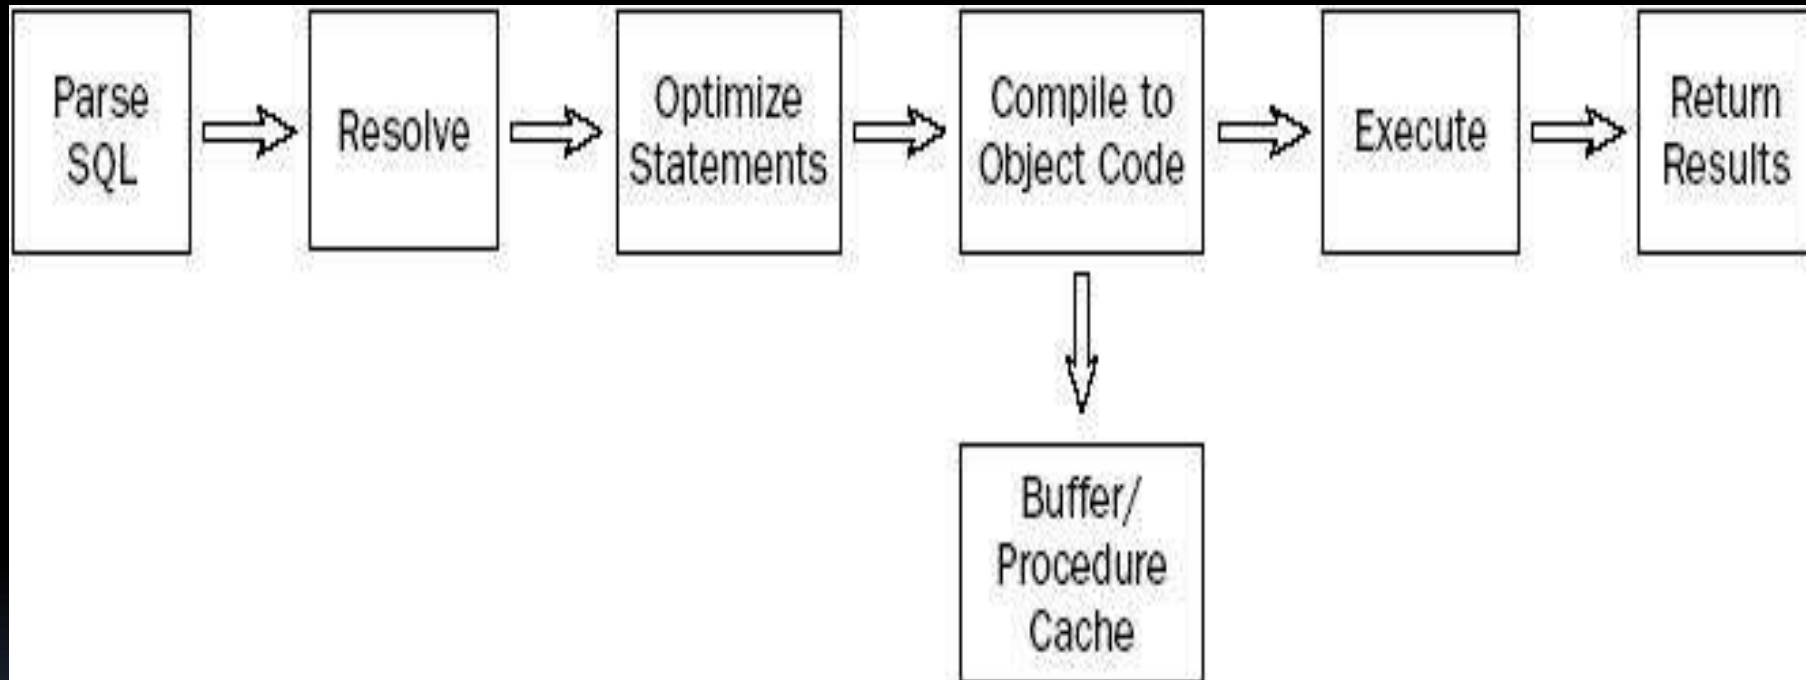 Parse
SQL
Resolve
Optimize
Statements
Compile to
Object Code
Execute
Return
Results
Buffer/
Procedure
Cache